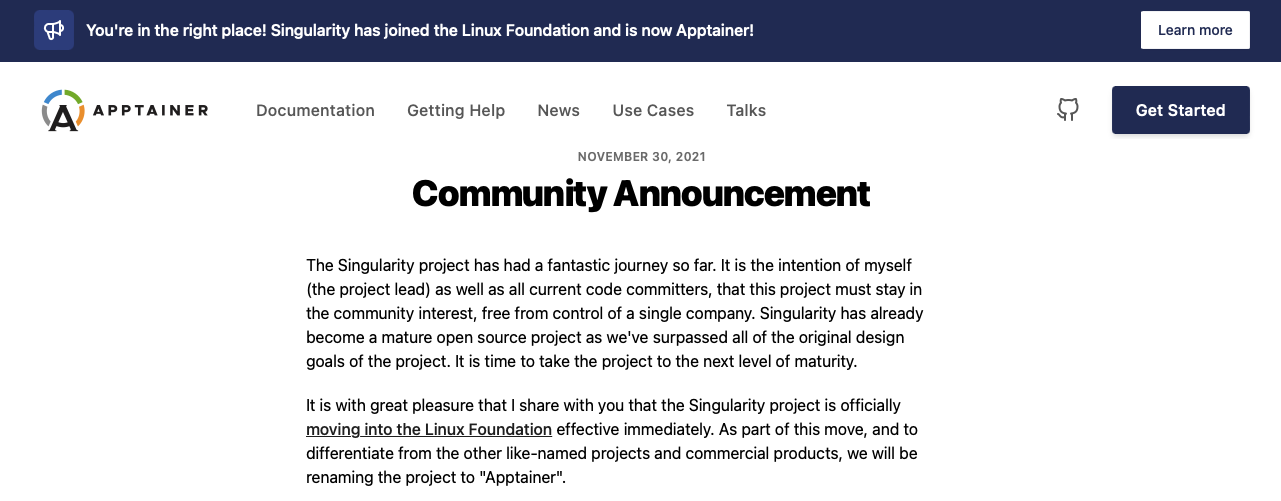 You're in the right place! Singularity has joined the Linux Foundation and is now Apptainer!
Learn more
APPTAINER
Documentation
Getting Help
News
Use Cases
Talks
Get Started
NOVEMBER 30, 2021
Community Announcement
The Singularity project has had a fantastic journey so far. It is the intention of myself
(the project lead) as well as all current code committers, that this project must stay in
the community interest, free from control of a single company. Singularity has already
become a mature open source project as we've surpassed all of the original design
goals of the project. It is time to take the project to the next level of maturity.
It is with great pleasure that I share with you that the Singularity project is officially
moving into the Linux Foundation effective immediately. As part of this move, and to
differentiate from the other like-named projects and commercial products, we will be
renaming the project to "Apptainer".